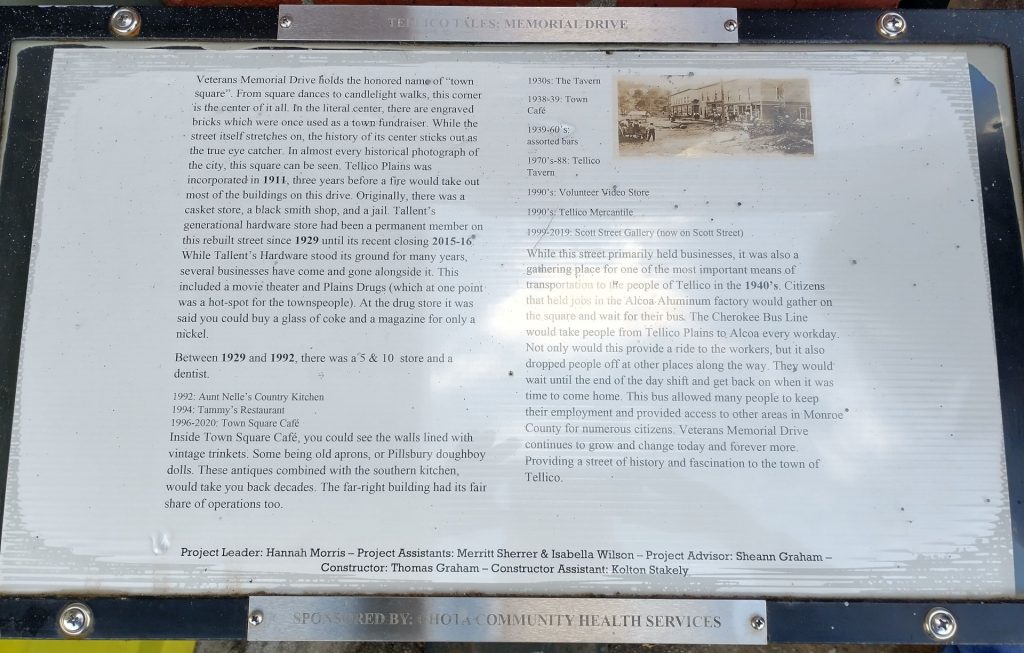 TELLICO TALES: MEMORIAL DRIVE
Veterans Memorial Drive holds the honored name of "town
square". From square dances to candlelight walks, this corner
is the center of it all. In the literal center, there are engraved
bricks which were once used as a town fundraiser. While the
street itself stretches on, the history of its center sticks out as
the true eye catcher. In almost every historical photograph of
the city, this square can be seen. Tellico Plains was
incorporated in 1911, three years before a fire would take out
most of the buildings on this drive. Originally, there was a
casket store, a black smith shop, and a jail. Tallent's
generational hardware store had been a permanent member on
this rebuilt street since 1929 until its recent closing 2015-16.
While Tallent's Hardware stood its ground for many years,
several businesses have come and gone alongside it. This
included a movie theater and Plains Drugs (which at one point
was a hot-spot for the townspeople). At the drug store it was
said you could buy a glass of coke and a magazine for only a
nickel.
Between 1929 and 1992, there was a 5 & 10 store and a
dentist.
1992: Aunt Nelle's Country Kitchen
1994: Tammy's Restaurant
1996-2020: Town Square Café
Inside Town Square Café, you could see the walls lined with
vintage trinkets. Some being old aprons, or Pillsbury doughboy
dolls. These antiques combined with the southern kitchen,
would take you back decades. The far-right building had its fair
share of operations too.
1930s: The Tavern
1938-39: Town
Café
1939-60's:
assorted bars
1970's-88: Tellico
Tavern
1990's: Volunteer Video Store
1990's: Tellico Mercantile
1999-2019: Scott Street Gallery (now on Scott Street)
While this street primarily held businesses, it was also a
gathering place for one of the most important means of
transportation to the people of Tellico in the 1940's. Citizens
that held jobs in the Alcoa Aluminum factory would gather on
the square and wait for their bus. The Cherokee Bus Line
would take people from Tellico Plains to Alcoa every workday.
Not only would this provide a ride to the workers, but it also
dropped people off at other places along the way. They would
wait until the end of the day shift and get back on when it was
time to come home. This bus allowed many people to keep
their employment and provided access to other areas in Monroe
County for numerous citizens. Veterans Memorial Drive
continues to grow and change today and forever more.
Providing a street of history and fascination to the town of
Tellico.
Project Leader: Hannah Morris – Project Assistants: Merritt Sherrer & Isabella Wilson – Project Advisor: Sheann Graham –
Constructor: Thomas Graham – Constructor Assistant: Kolton Stakely
SPONSORED BY: CHOTA COMMUNITY HEALTH SERVICES